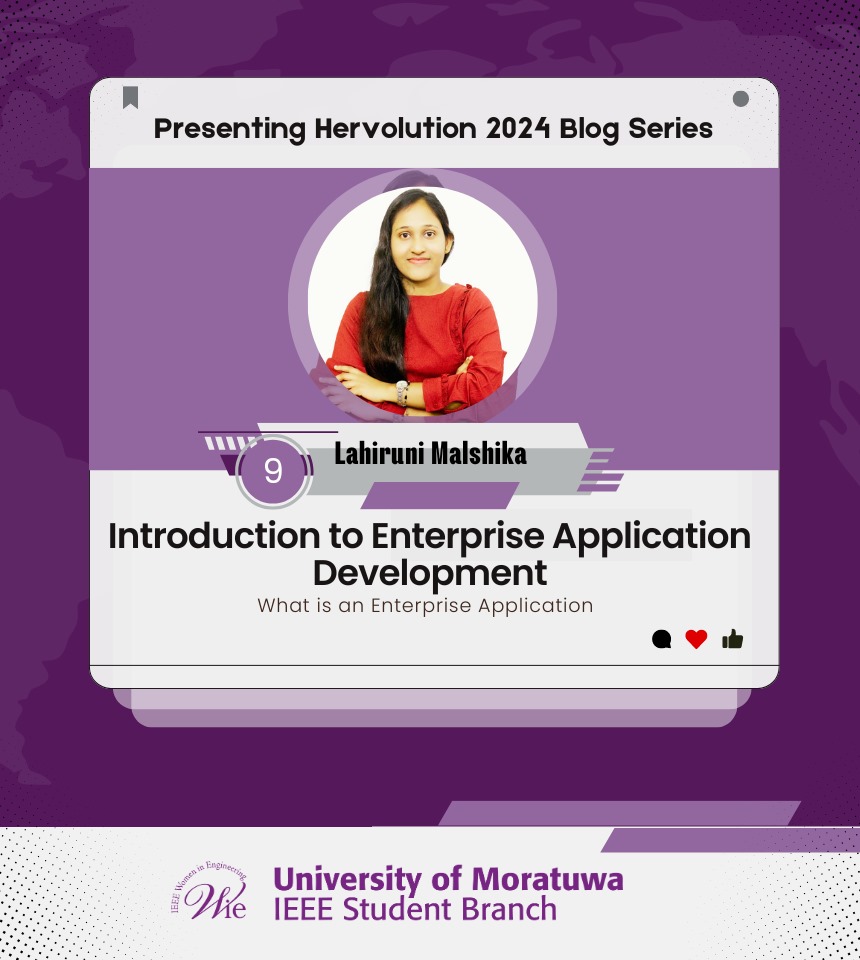 Presenting Hervolution 2024 Blog Series
9
Lahiruni Malshika
Introduction to Enterprise Application
Development
What is an Enterprise Application
IEEE Women in Engineering
Wie
University of Moratuwa
IEEE Student Branch